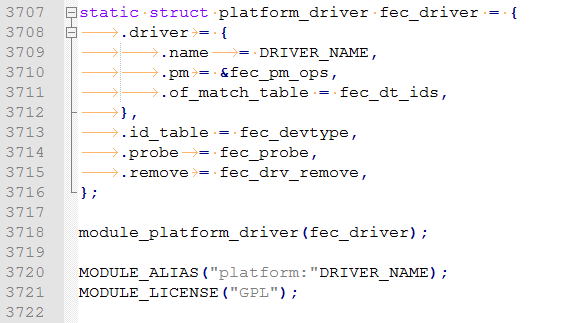 3707 static struct platform_driver fec_driver = {
3708 	.driver	= {
3709 		.name	= DRIVER_NAME,
3710 		.pm	= &fec_pm_ops,
3711 		.of_match_table = fec_dt_ids,
3712 	},
3713 	.id_table = fec_devtype,
3714 	.probe	= fec_probe,
3715 	.remove	= fec_drv_remove,
3716 };
3717
3718 module_platform_driver(fec_driver);
3719
3720 MODULE_ALIAS("platform:"DRIVER_NAME);
3721 MODULE_LICENSE("GPL");
3722